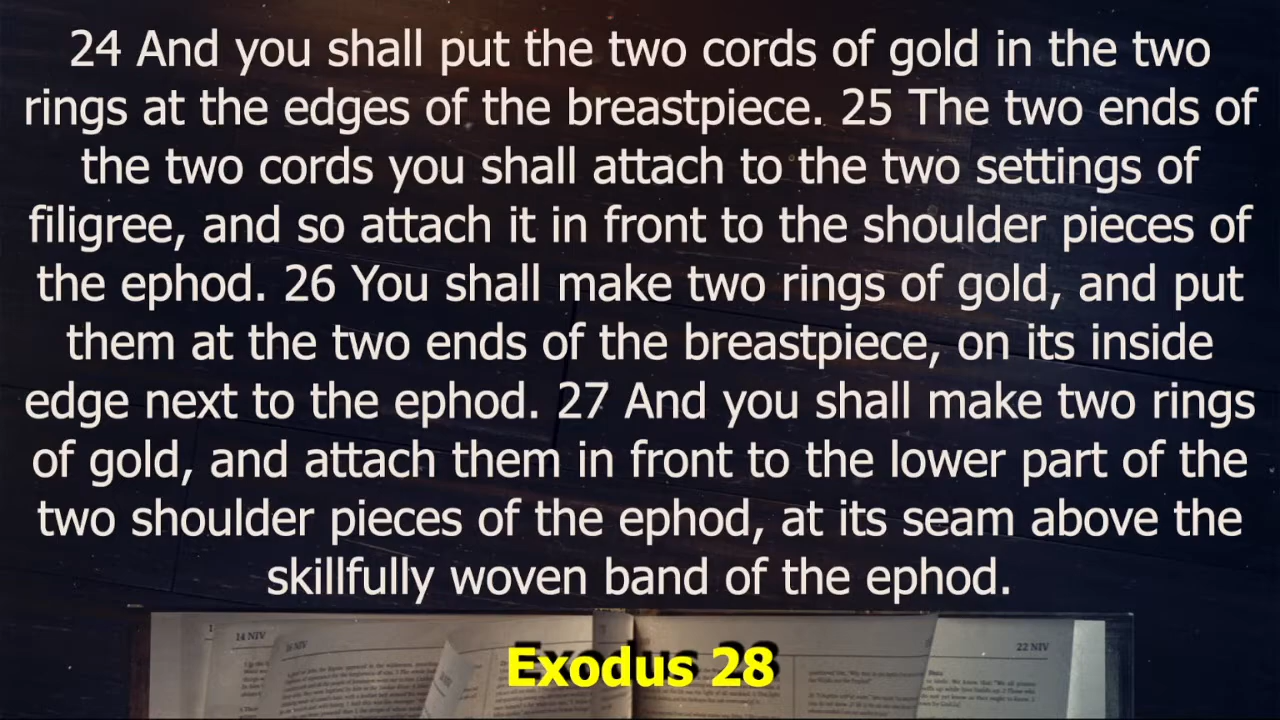 24 And you shall put the two cords of gold in the two
rings at the edges of the breastpiece. 25 The two ends of
the two cords you shall attach to the two settings of
filigree, and so attach it in front to the shoulder pieces of
the ephod. 26 You shall make two rings of gold, and put
them at the two ends of the breastpiece, on its inside
edge next to the ephod. 27 And you shall make two rings
of gold, and attach them in front to the lower part of the
two shoulder pieces of the ephod, at its seam above the
skillfully woven band of the ephod.
14 NIV
22 NIV
Exodus 28